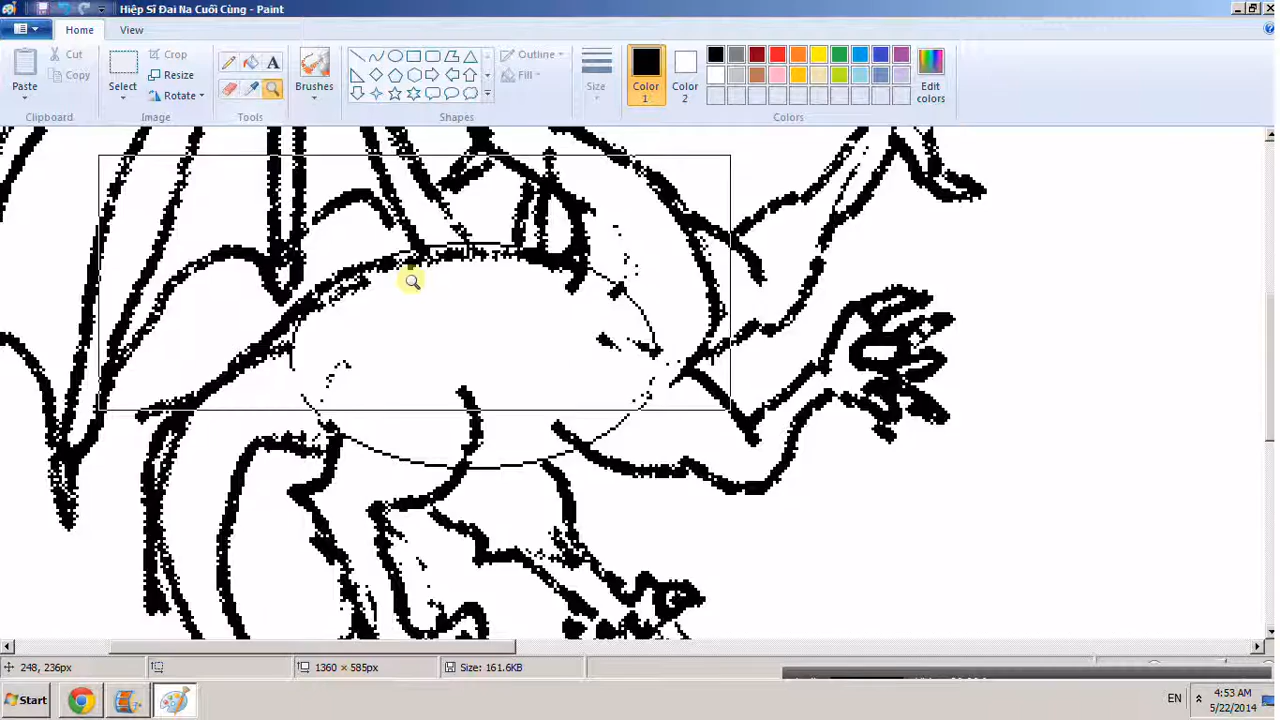 Hiệp Sĩ Đai Na Cuối Cùng - Paint
Home
View
Paste
Cut
Copy
Select
Crop
Resize
Rotate
A
Brushes
Outline
Fill
Size
Color 1
Color 2
Edit colors
Clipboard
Image
Tools
Shapes
Colors
248, 236px
1360 × 585px
Size: 161.6KB
Start
EN
4:53 AM
5/22/2014